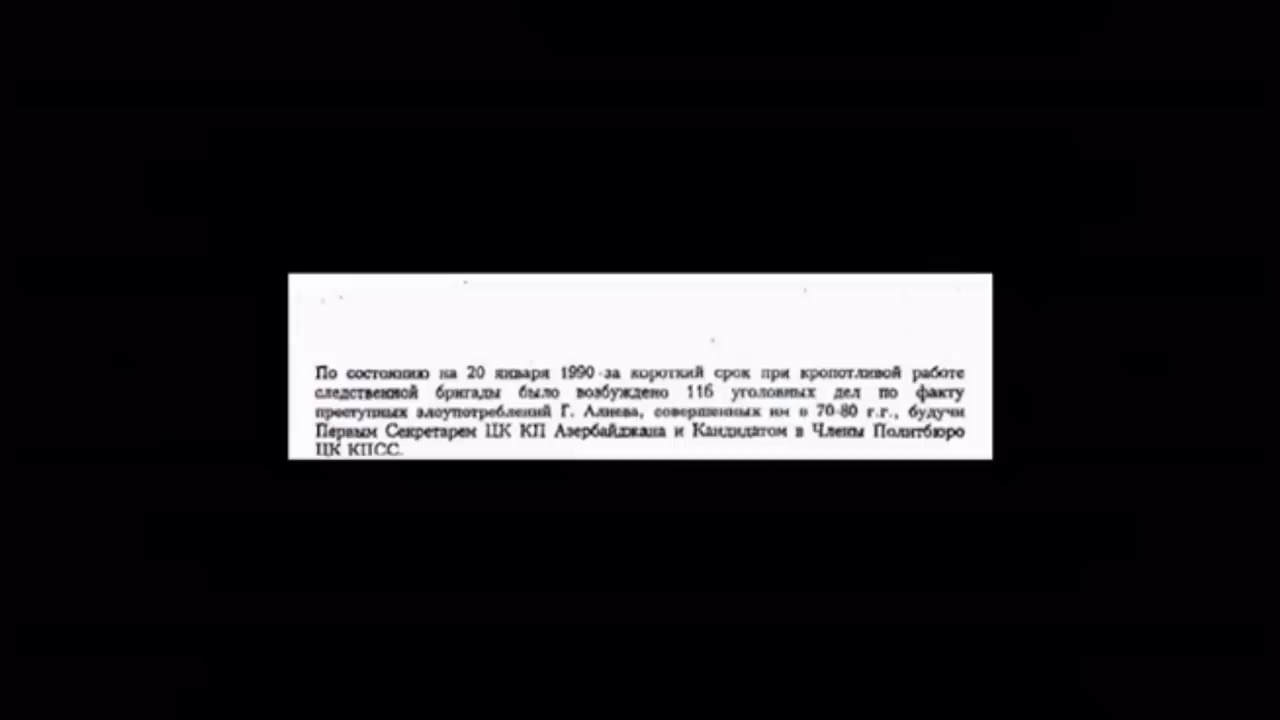 По состоянию на 20 января 1990 за короткий срок при кропотливой работе
следственной бригады было возбуждено 116 уголовных дел по факту
преступных злоупотреблений Г. Алиева, совершенных им в 70-80 г.г., будучи
Первым Секретарем ЦК КП Азербайджана и Кандидатом в Члены Политбюро
ЦК КПСС.